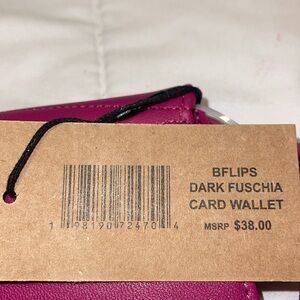 BFLIPS
DARK FUSCHIA
CARD WALLET
MSRP $38.00
1 98190 72470 4